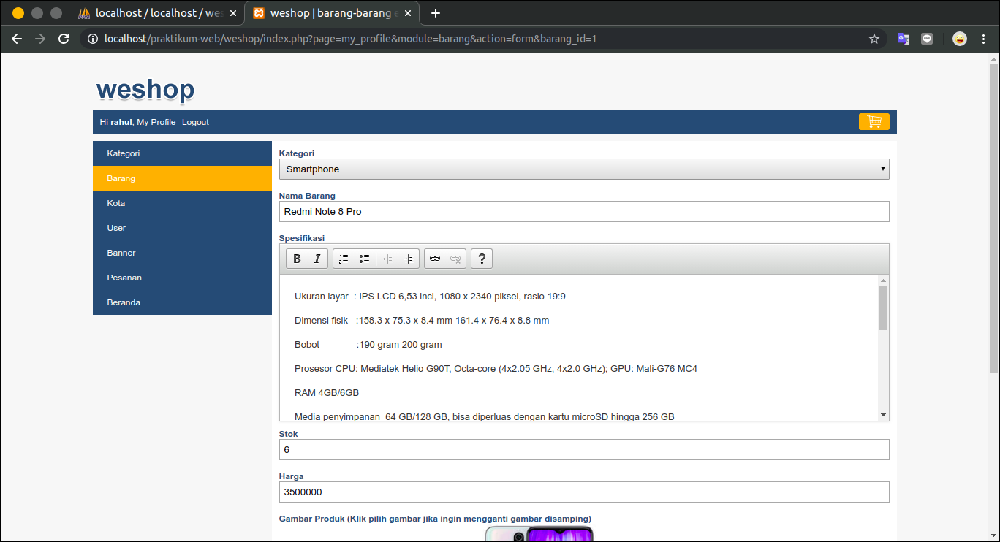 localhost / localhost / wes
weshop | barang-barang e
localhost/praktikum-web/weshop/index.php?page=my_profile&module=barang&action=form&barang_id=1
weshop
Hi rahul, My Profile Logout
Kategori
Barang
Kota
User
Banner
Pesanan
Beranda
Kategori
Smartphone
Nama Barang
Redmi Note 8 Pro
Spesifikasi
B I ?
Ukuran layar : IPS LCD 6,53 inci, 1080 x 2340 piksel, rasio 19:9
Dimensi fisik :158.3 x 75.3 x 8.4 mm 161.4 x 76.4 x 8.8 mm
Bobot :190 gram 200 gram
Prosesor CPU: Mediatek Helio G90T, Octa-core (4x2.05 GHz, 4x2.0 GHz); GPU: Mali-G76 MC4
RAM 4GB/6GB
Media penyimpanan 64 GB/128 GB, bisa diperluas dengan kartu microSD hingga 256 GB
Stok
6
Harga
3500000
Gambar Produk (Klik pilih gambar jika ingin mengganti gambar disamping)